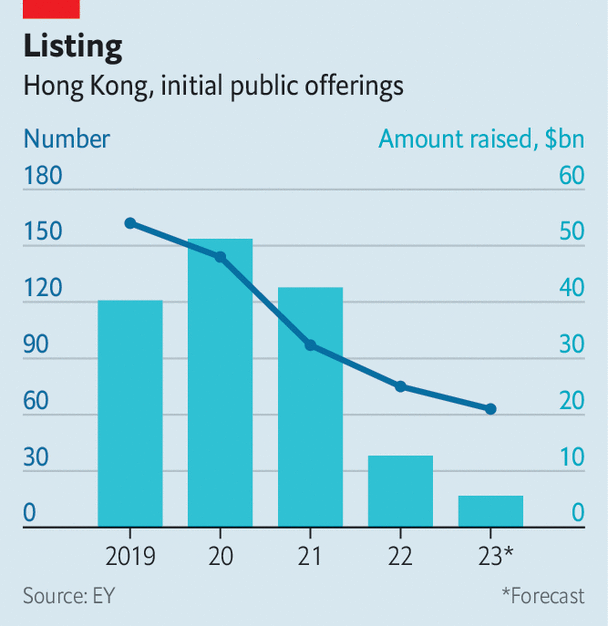 Listing
Hong Kong, initial public offerings
Number Amount raised, $bn
180 60
150 50
120 40
90 30
60 20
30 10
0 0
2019 20 21 22 23*
Source: EY *Forecast